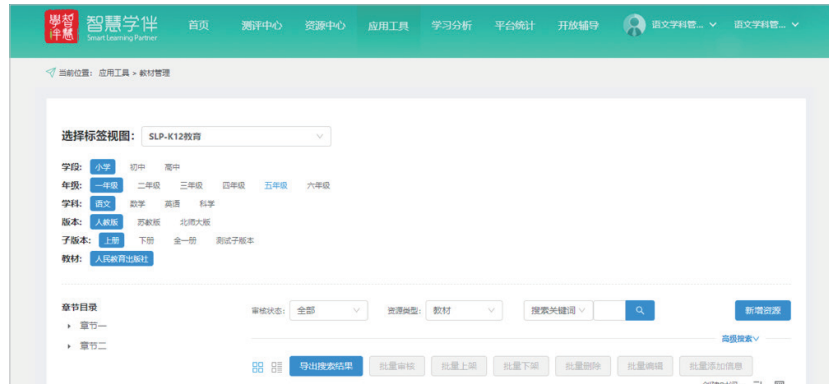 學智
伴慧
智慧学伴
Smart Learning Partner
首页 测评中心 资源中心 应用工具 学习分析 平台统计 开放辅导 语文学科管... 语文学科管...
当前位置: 应用工具 > 教材管理
选择标签视图: SLP-K12教育
学段: 小学 初中 高中
年级: 一年级 二年级 三年级 四年级 五年级 六年级
学科: 语文 数学 英语 科学
版本: 人教版 苏教版 北师大版
子版本: 上册 下册 全一册 测试子版本
教材: 人民教育出版社
章节目录 审核状态: 全部 资源类型: 教材 搜索关键词 新增资源
章节一
章节二
高级搜索
导出搜索结果 批量审核 批量上架 批量下架 批量删除 批量编辑 批量添加信息